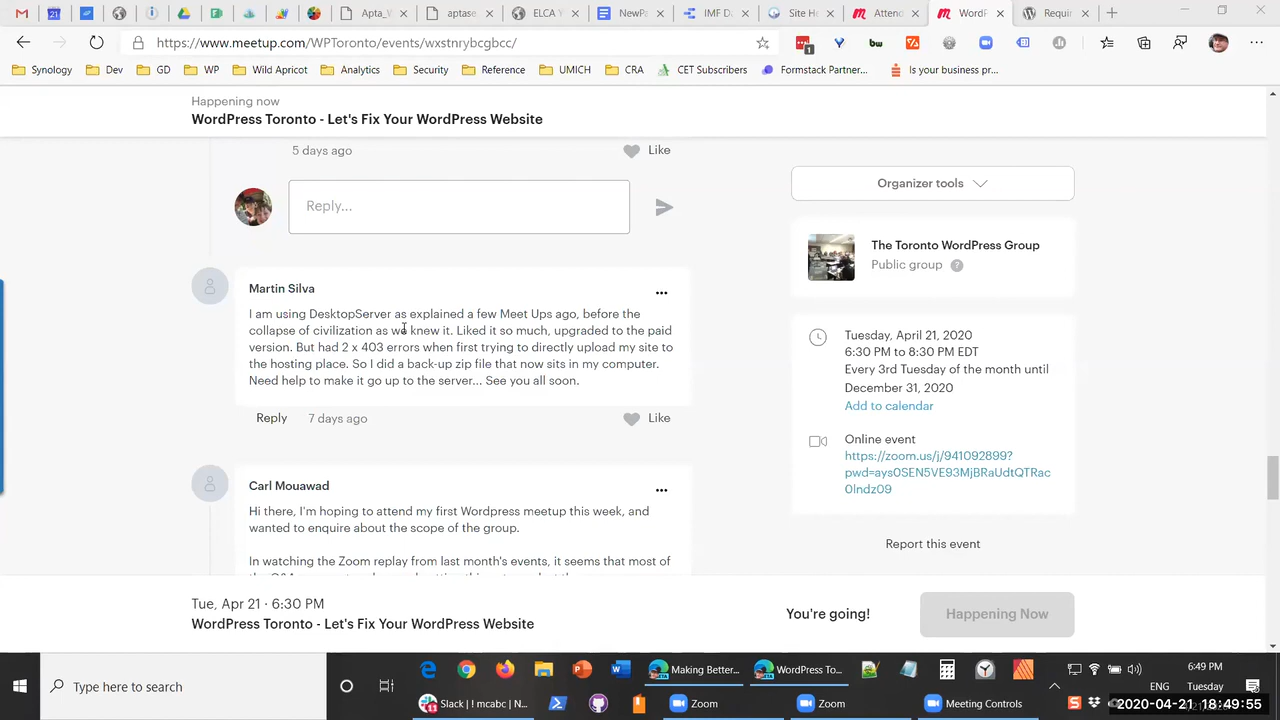 Apta_V
aptase
ELCA Y
NewPa
IMF D
Site H
Attend
WordP
Requir
https://www.meetup.com/WPToronto/events/wxstnrybcgbcc/
1
Synology
Dev
GD
WP
Wild Apricot
Analytics
Security
Reference
UMICH
CRA
CET Subscribers
Formstack Partner...
Is your business pr...
Happening now
WordPress Toronto - Let's Fix Your WordPress Website
5 days ago
Like
Reply...
Martin Silva
I am using DesktopServer as explained a few Meet Ups ago, before the
collapse of civilization as we knew it. Liked it so much, upgraded to the paid
version. But had 2 x 403 errors when first trying to directly upload my site to
the hosting place. So I did a back-up zip file that now sits in my computer.
Need help to make it go up to the server... See you all soon.
Reply
7 days ago
Like
Carl Mouawad
Hi there, I'm hoping to attend my first Wordpress meetup this week, and
wanted to enquire about the scope of the group.
In watching the Zoom replay from last month's events, it seems that most of
Organizer tools
The Toronto WordPress Group
Public group ?
Tuesday, April 21, 2020
6:30 PM to 8:30 PM EDT
Every 3rd Tuesday of the month until
December 31, 2020
Add to calendar
Online event
https://zoom.us/j/941092899?
pwd=ays0SEN5VE93MjBRaUdtQTRac
0lndz09
Report this event
Tue, Apr 21 · 6:30 PM
WordPress Toronto - Let's Fix Your WordPress Website
You're going!
Happening Now
Type here to search
Making Better...
WordPress To...
Slack | mcabc | N...
Zoom
Zoom
Meeting Controls
ENG
6:49 PM
Tuesday
2020-04-21 18:49:55